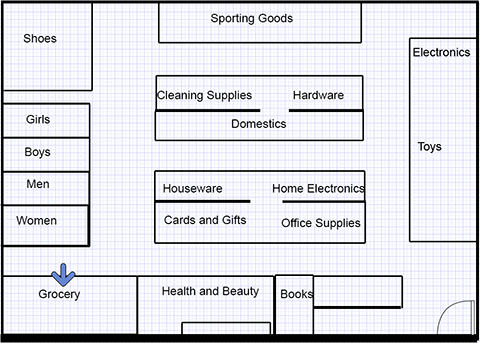 Sporting Goods
Shoes
Electronics
Cleaning Supplies
Hardware
Girls
Domestics
Boys
Toys
Men
Houseware
Home Electronics
Women
Cards and Gifts
Office Supplies
Grocery
Health and Beauty
Books